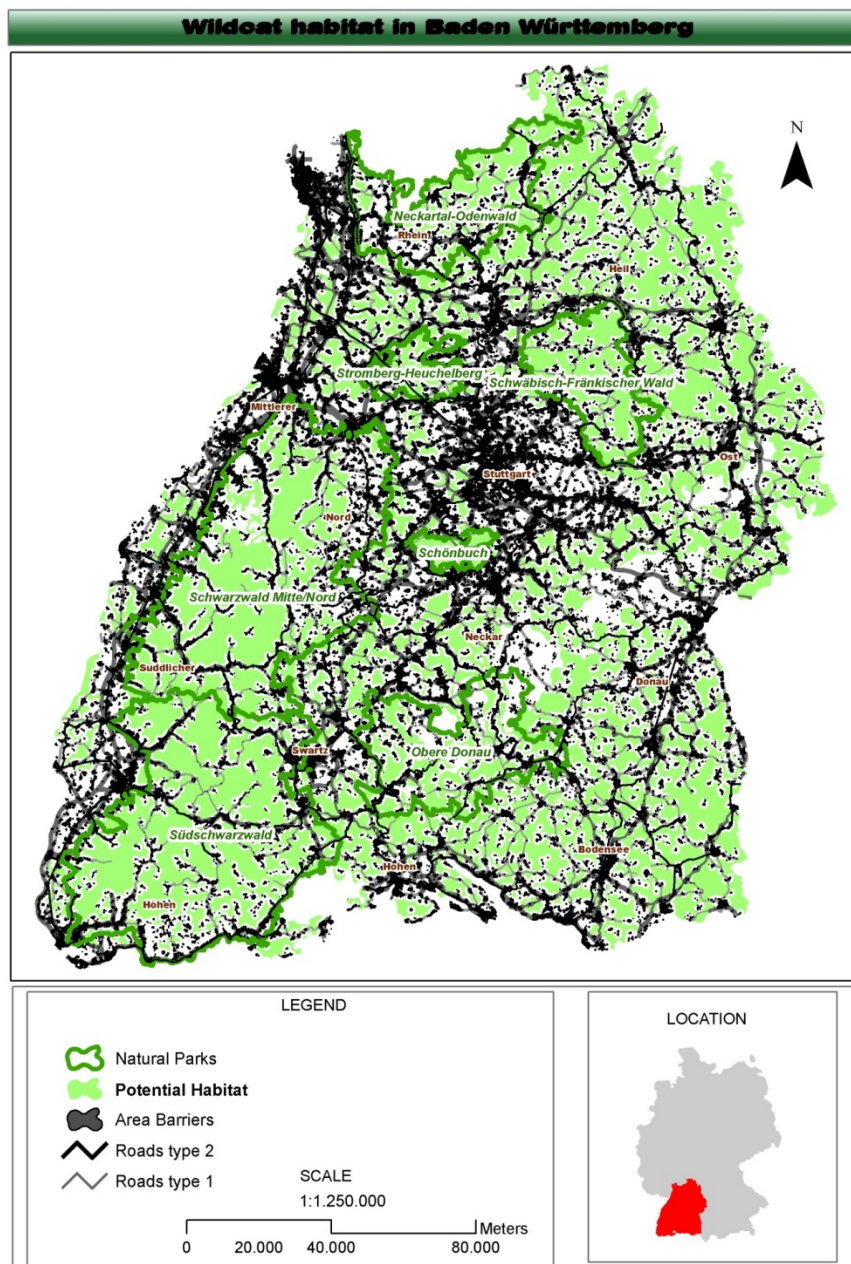 Wildcat habitat in Baden Württemberg
N
Neckartal-Odenwald
Rhein
Heil
Stromberg-Heuchelberg
Schwäbisch-Fränkischer Wald
Mittlerer
Ost
Stuttgart
Nord
Schönbuch
Schwarzwald Mitte/Nord
Neckar
Suddlicher
Donau
Swartz
Obere Donau
Südschwarzwald
Bodensee
Hohen
Hohen
LEGEND
Natural Parks
Potential Habitat
Area Barriers
Roads type 2
Roads type 1
SCALE
1:1.250.000
Meters
0 20.000 40.000 80.000
LOCATION